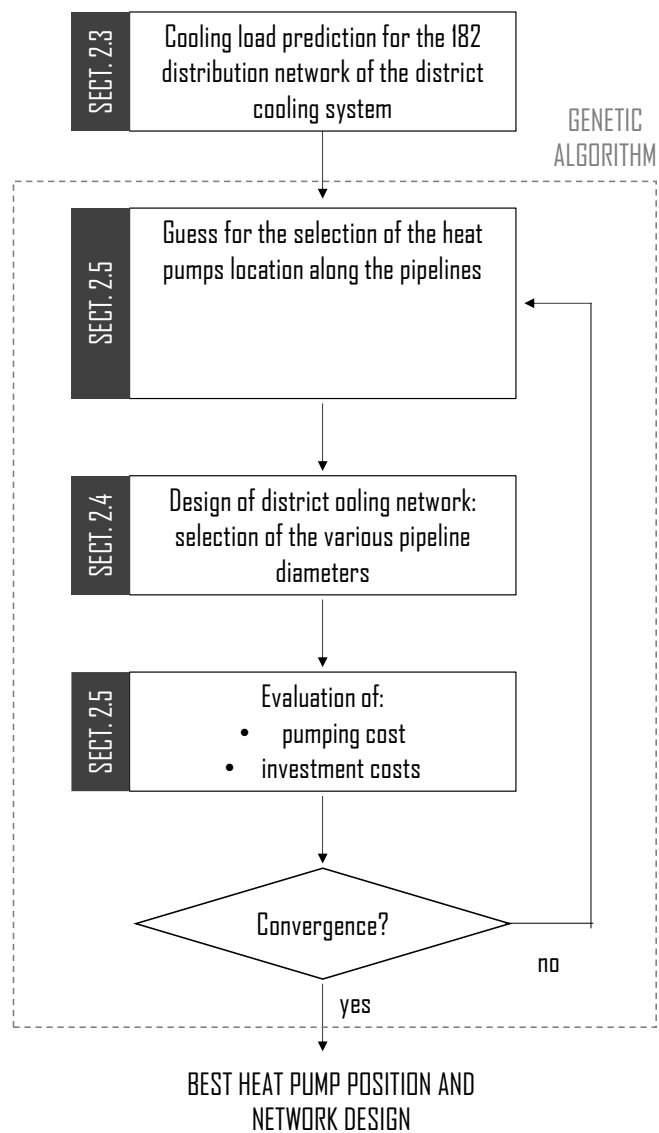 SECT. 2.3
Cooling load prediction for the 182
distribution network of the district
cooling system
GENETIC
ALGORITHM
SECT. 2.5
Guess for the selection of the heat
pumps location along the pipelines
SECT. 2.4
Design of district ooling network:
selection of the various pipeline
diameters
SECT. 2.5
Evaluation of:
• pumping cost
• investment costs
Convergence?
no
yes
BEST HEAT PUMP POSITION AND
NETWORK DESIGN